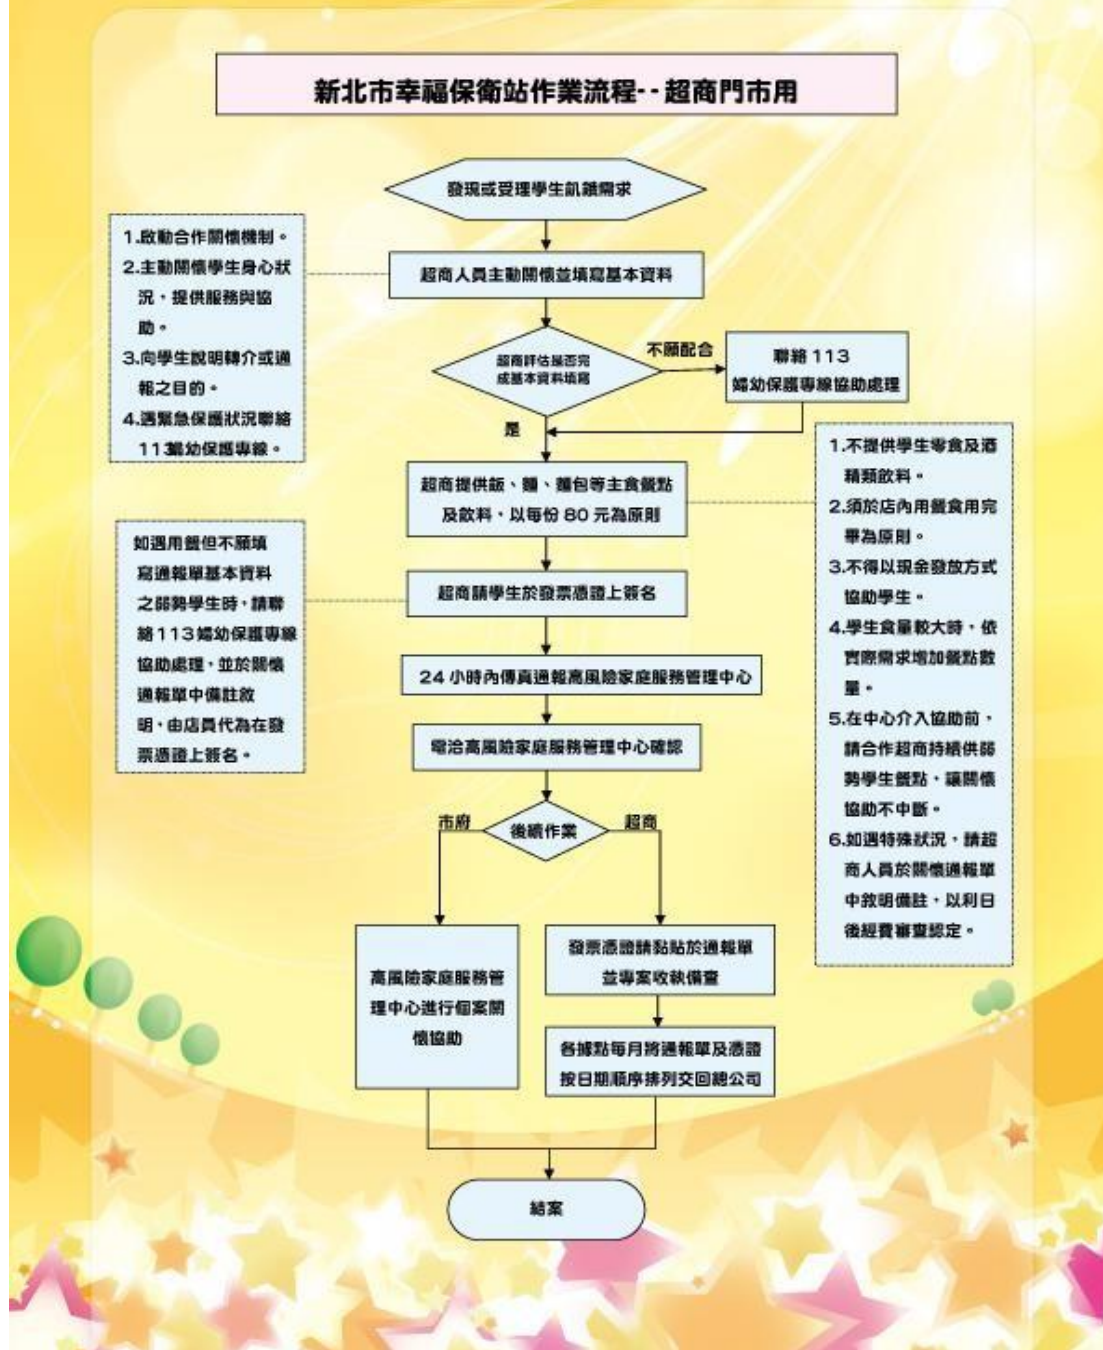 新北市幸福保衛站作業流程--超商門市用
發現或受理學生飢餓需求
1.啟動合作關懷機制。
2.主動關懷學生身心狀
況，提供服務與協
助。
3.向學生說明轉介或通
報之目的。
4.遇緊急保護狀況聯絡
113婦幼保護專線。
超商人員主動關懷並填寫基本資料
超商評估是否完
成基本資料填寫
不願配合
聯絡 113
婦幼保護專線協助處理
是
超商提供飯、麵、麵包等主食餐點
及飲料，以每份 80 元為原則
1.不提供學生零食及酒
精類飲料。
2.須於店內用餐食用完
畢為原則。
3.不得以現金發放方式
協助學生。
4.學生食量較大時，依
實際需求增加餐點數
量。
5.在中心介入協助前，
請合作超商持續供弱
勢學生餐點，讓關懷
協助不中斷。
6.如遇特殊狀況，請超
商人員於關懷通報單
中敘明備註，以利日
後經費審查認定。
如遇用餐但不願填
寫通報單基本資料
之弱勢學生時，請聯
絡113婦幼保護專線
協助處理，並於關懷
通報單中備註敘
明，由店員代為在發
票憑證上簽名。
超商請學生於發票憑證上簽名
24 小時內傳真通報高風險家庭服務管理中心
電洽高風險家庭服務管理中心確認
後續作業
市府
超商
高風險家庭服務管
理中心進行個案關
懷協助
發票憑證請黏貼於通報單
並專案收執備查
各據點每月將通報單及憑證
按日期順序排列交回總公司
結案